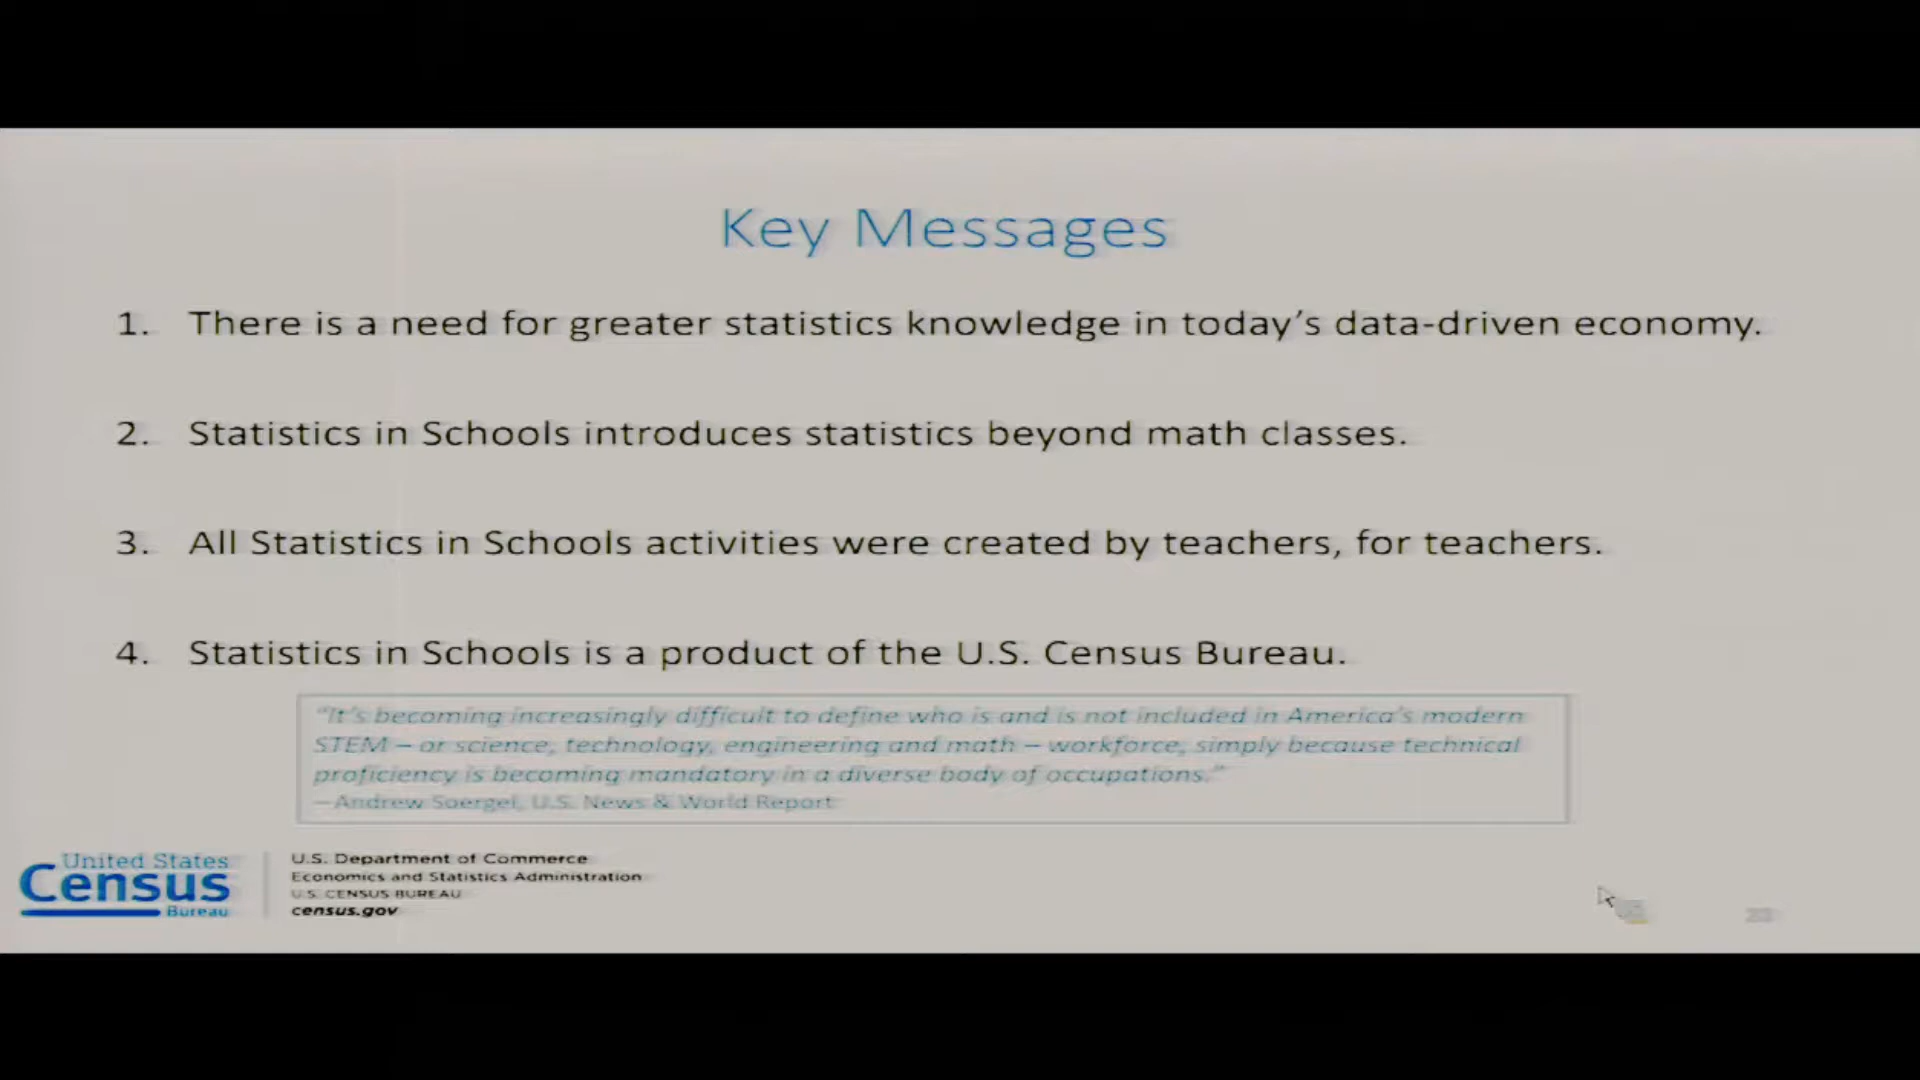 Key Messages
1. There is a need for greater statistics knowledge in today's data-driven economy.
2. Statistics in Schools introduces statistics beyond math classes.
3. All Statistics in Schools activities were created by teachers, for teachers.
4. Statistics in Schools is a product of the U.S. Census Bureau.
“It's becoming increasingly difficult to define who is and is not included in America's modern
STEM – or science, technology, engineering and math – workforce, simply because technical
proficiency is becoming mandatory in a diverse body of occupations.”
–Andrew Soergel, U.S. News & World Report
United States
Census
Bureau
U.S. Department of Commerce
Economics and Statistics Administration
U.S. CENSUS BUREAU
census.gov